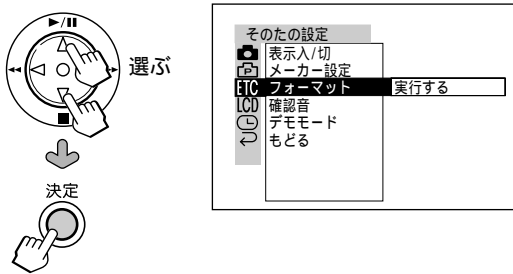 ▶/❙❙
◀◀
▶▶
■
選ぶ
決定
そのたの設定
表示入/切
P メーカー設定
ETC フォーマット 実行する
LCD 確認音
デモモード
もどる